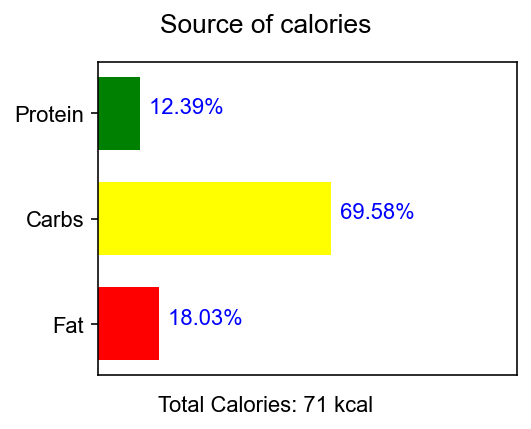 Source of calories
Protein 12.39%
Carbs 69.58%
Fat 18.03%
Total Calories: 71 kcal